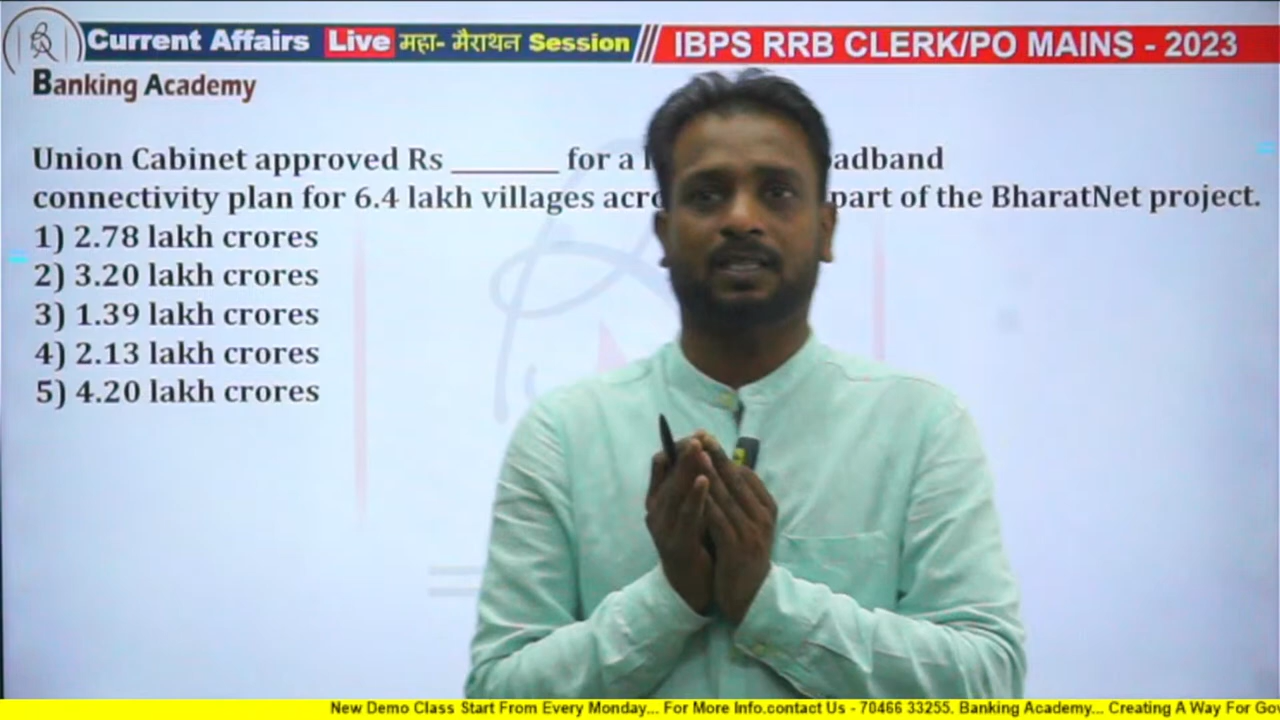 Current Affairs Live महा- मैराथन Session IBPS RRB CLERK/PO MAINS - 2023
Banking Academy
Union Cabinet approved Rs _______ for a
connectivity plan for 6.4 lakh villages part of the BharatNet project.
1) 2.78 lakh crores
2) 3.20 lakh crores
3) 1.39 lakh crores
4) 2.13 lakh crores
5) 4.20 lakh crores
New Demo Class Start From Every Monday... For More Info.contact Us - 70466 33255. Banking Academy... Creating A Way For